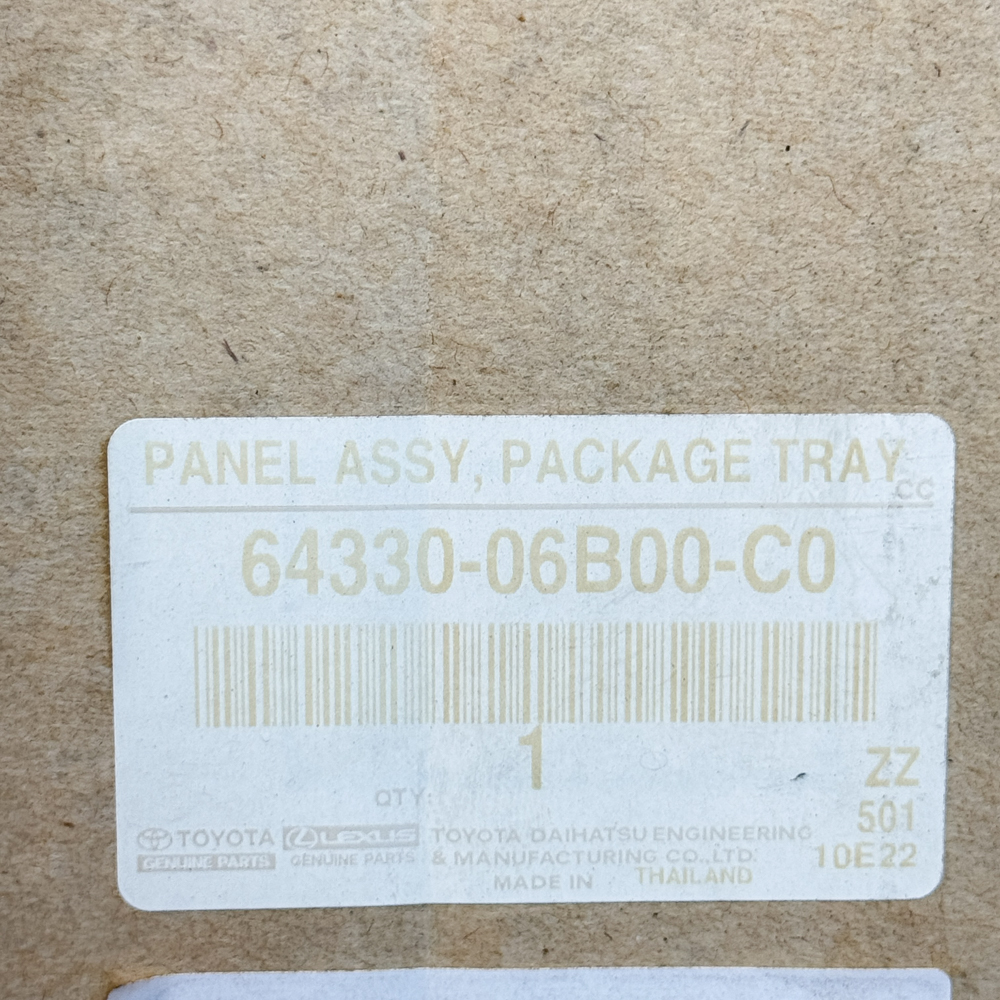 PANEL ASSY, PACKAGE TRAY
CC
64330-06B00-C0
1
QTY:
ZZ
501
10E22
TOYOTA
GENUINE PARTS
LEXUS
GENUINE PARTS
TOYOTA DAIHATSU ENGINEERING
& MANUFACTURING CO.,LTD.
MADE IN THAILAND